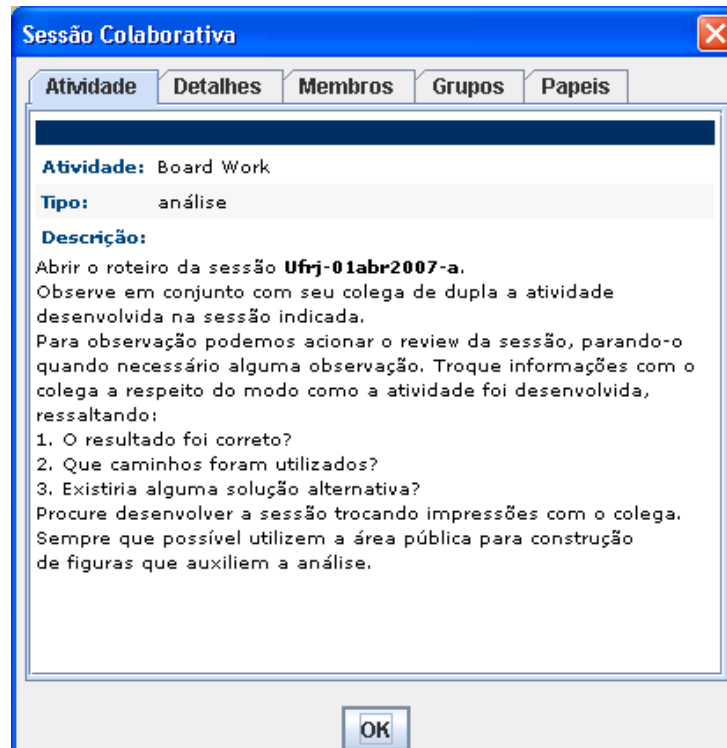 Sessão Colaborativa
Atividade Detalhes Membros Grupos Papeis
Atividade: Board Work
Tipo: análise
Descrição:
Abrir o roteiro da sessão Ufrj-01abr2007-a.
Observe em conjunto com seu colega de dupla a atividade
desenvolvida na sessão indicada.
Para observação podemos acionar o review da sessão, parando-o
quando necessário alguma observação. Troque informações com o
colega a respeito do modo como a atividade foi desenvolvida,
ressaltando:
1. O resultado foi correto?
2. Que caminhos foram utilizados?
3. Existiria alguma solução alternativa?
Procure desenvolver a sessão trocando impressões com o colega.
Sempre que possível utilizem a área pública para construção
de figuras que auxiliem a análise.
OK